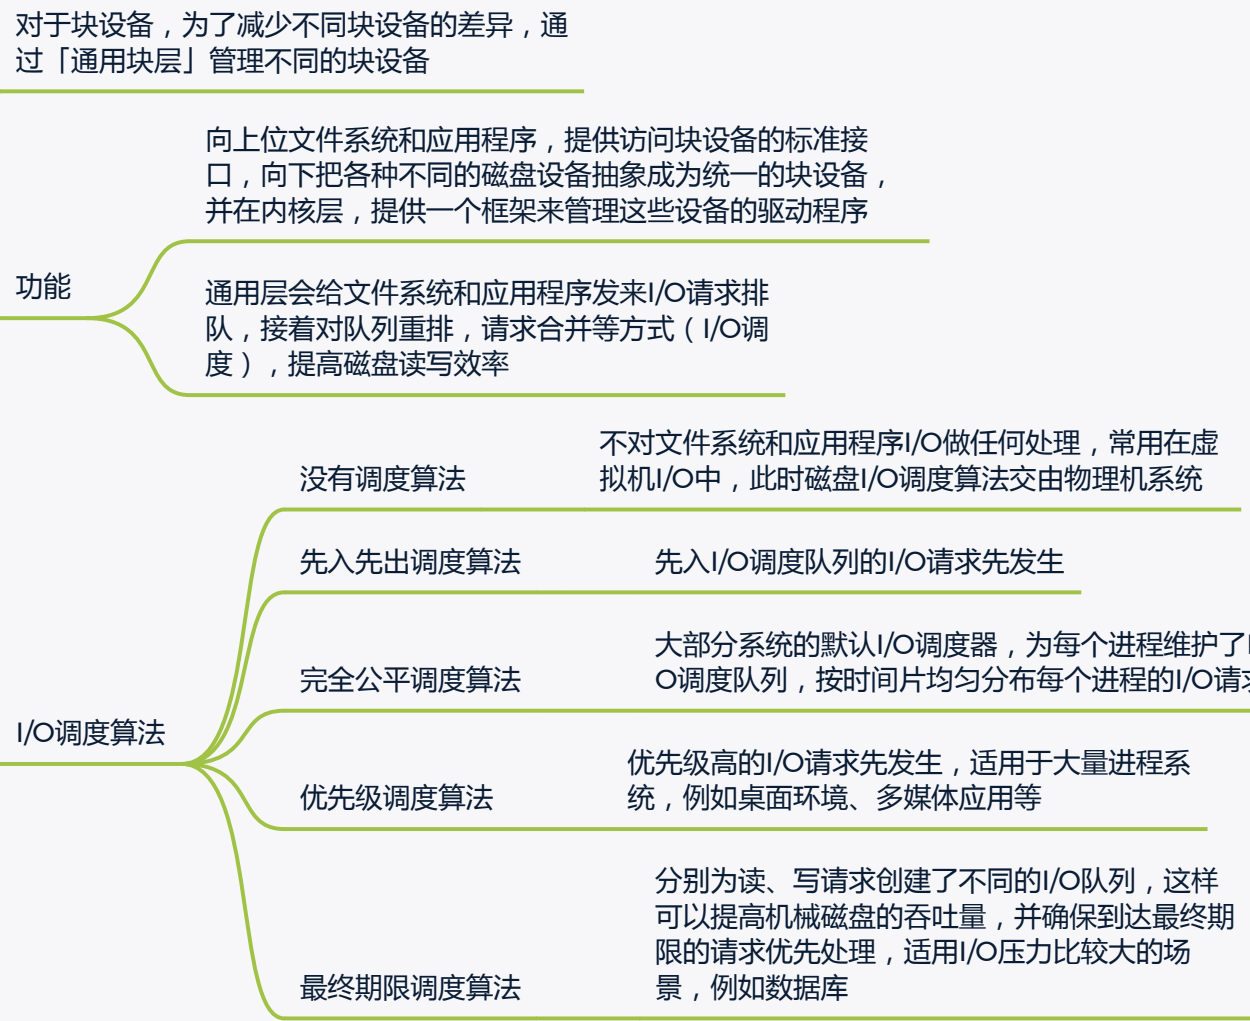 对于块设备，为了减少不同块设备的差异，通
过「通用块层」管理不同的块设备
功能
向上位文件系统和应用程序，提供访问块设备的标准接
口，向下把各种不同的磁盘设备抽象成为统一的块设备，
并在内核层，提供一个框架来管理这些设备的驱动程序
通用层会给文件系统和应用程序发来I/O请求排
队，接着对队列重排，请求合并等方式（I/O调
度），提高磁盘读写效率
I/O调度算法
没有调度算法
不对文件系统和应用程序I/O做任何处理，常用在虚
拟机I/O中，此时磁盘I/O调度算法交由物理机系统
先入先出调度算法
先入I/O调度队列的I/O请求先发生
完全公平调度算法
大部分系统的默认I/O调度器，为每个进程维护了
O调度队列，按时间片均匀分布每个进程的I/O请
优先级调度算法
优先级高的I/O请求先发生，适用于大量进程系
统，例如桌面环境、多媒体应用等
最终期限调度算法
分别为读、写请求创建了不同的I/O队列，这样
可以提高机械磁盘的吞吐量，并确保到达最终期
限的请求优先处理，适用I/O压力比较大的场
景，例如数据库